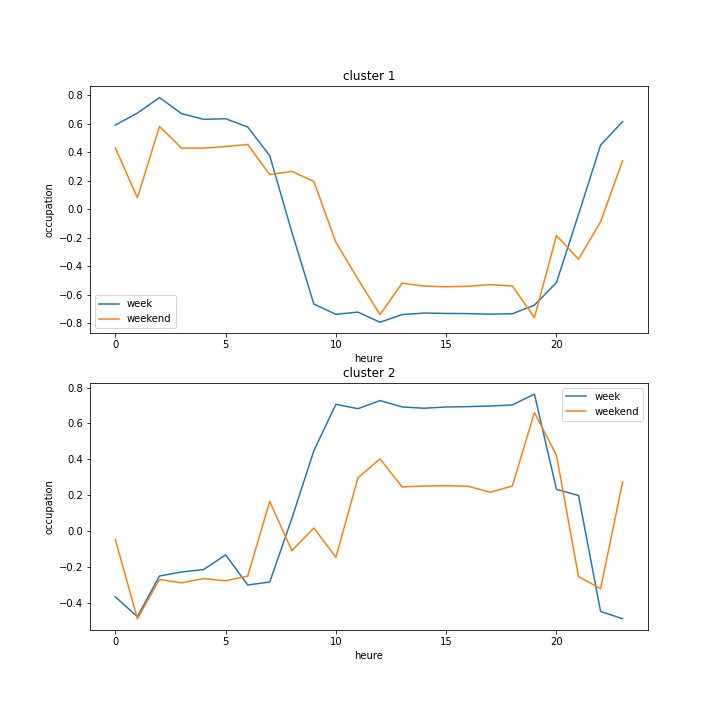 cluster 1
0.8
0.6
0.4
0.2
0.0
−0.2
−0.4
−0.6
−0.8
occupation
week
weekend
0 5 10 15 20
heure
cluster 2
0.8
0.6
0.4
0.2
0.0
−0.2
−0.4
occupation
week
weekend
0 5 10 15 20
heure